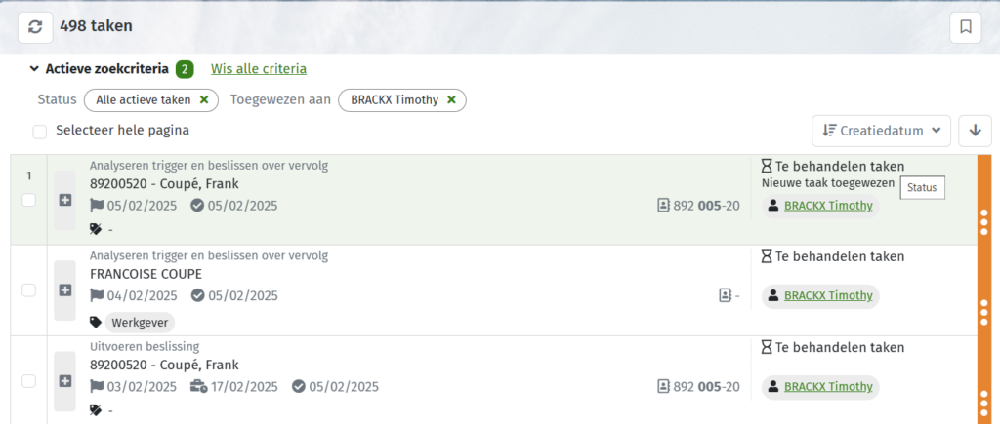 498 taken
Actieve zoekcriteria 2 Wis alle criteria
Status Alle actieve taken × Toegewezen aan BRACKX Timothy ×
Selecteer hele pagina
Creatiedatum
1
Analyseren trigger en beslissen over vervolg
89200520 - Coupé, Frank
05/02/2025 05/02/2025
892 005-20
-
Te behandelen taken
Nieuwe taak toegewezen
Status
BRACKX Timothy
Analyseren trigger en beslissen over vervolg
FRANCOISE COUPE
04/02/2025 05/02/2025
-
Werkgever
Te behandelen taken
BRACKX Timothy
Uitvoeren beslissing
89200520 - Coupé, Frank
03/02/2025 17/02/2025 05/02/2025
892 005-20
-
Te behandelen taken
BRACKX Timothy